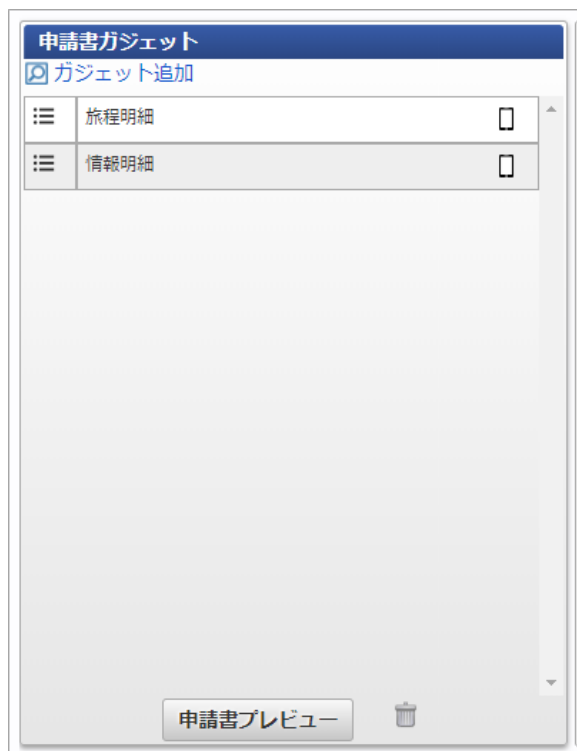 申請書ガジェット
ガジェット追加
旅程明細
情報明細
申請書プレビュー